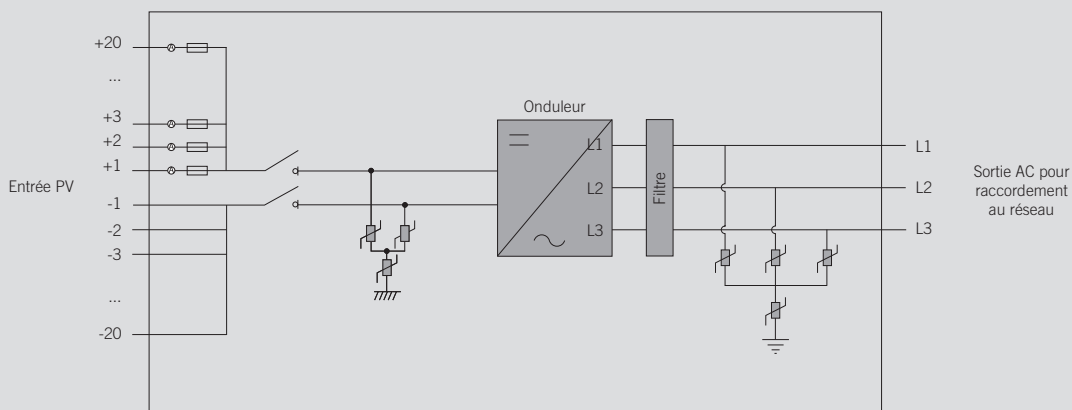 +20
...
+3
+2
+1
Entrée PV
-1
-2
-3
...
-20
Onduleur
L1
L2
L3
Filtre
L1
L2
L3
Sortie AC pour
raccordement
au réseau